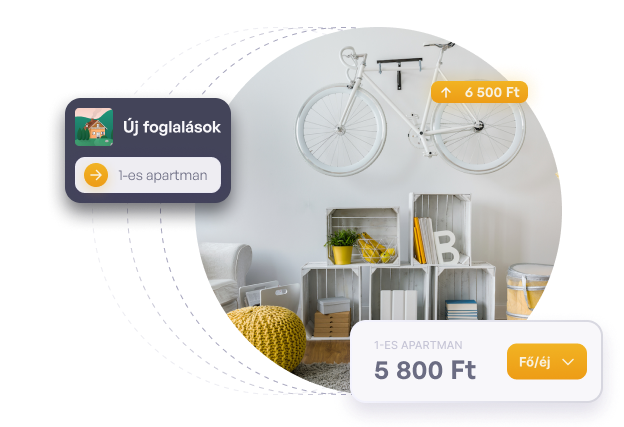 6 500 Ft
Új foglalások
1-es apartman
B
1-ES APARTMAN
5 800 Ft
Fő/éj